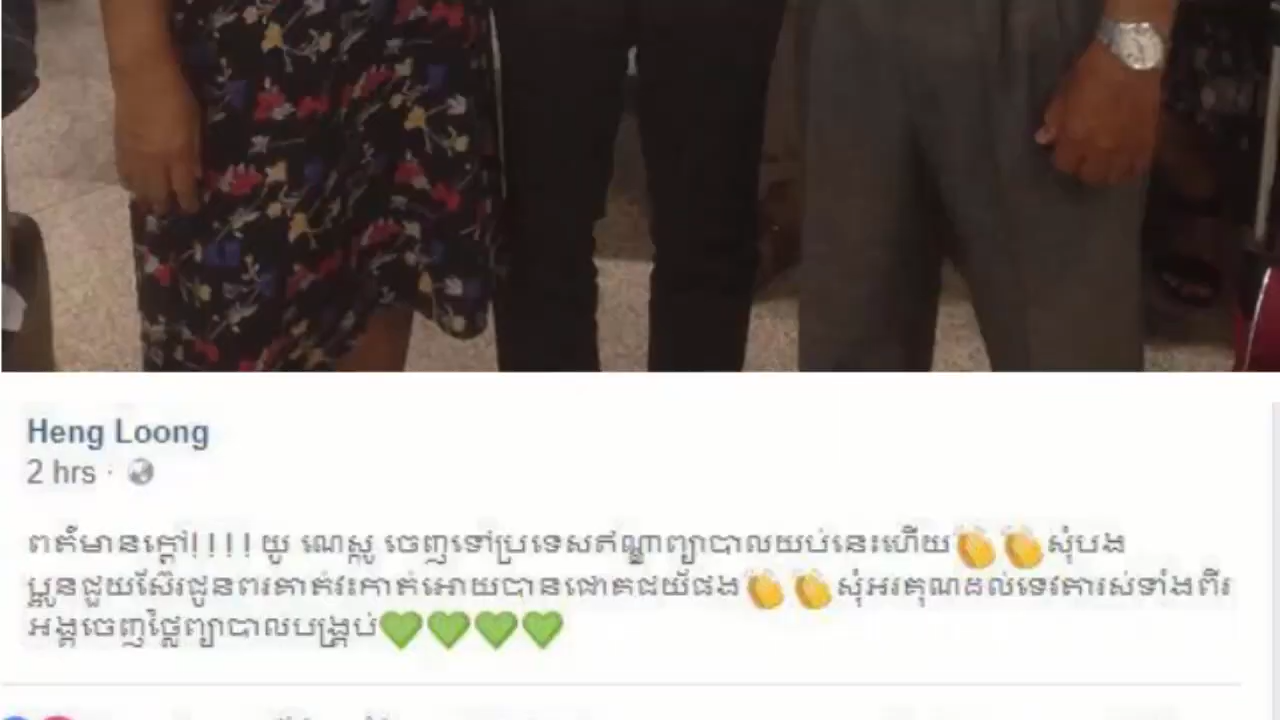 Heng Loong
2 hrs ·
ពត៌មានក្តៅ!!!! យូ ណេស្កូ ចេញទៅប្រទេសឥណ្ឌាព្យាបាលយប់នេះហើយ👏👏សុំបង
ប្អូនជួយស៊ែរជូនពរគាត់វះកាត់អោយបានជោគជយ័ផង👏👏សុំអរគុណដល់ទេវតារស់ទាំងពីរ
អង្គចេញថ្លៃព្យាបាលបង្គ្រប់💚💚💚💚